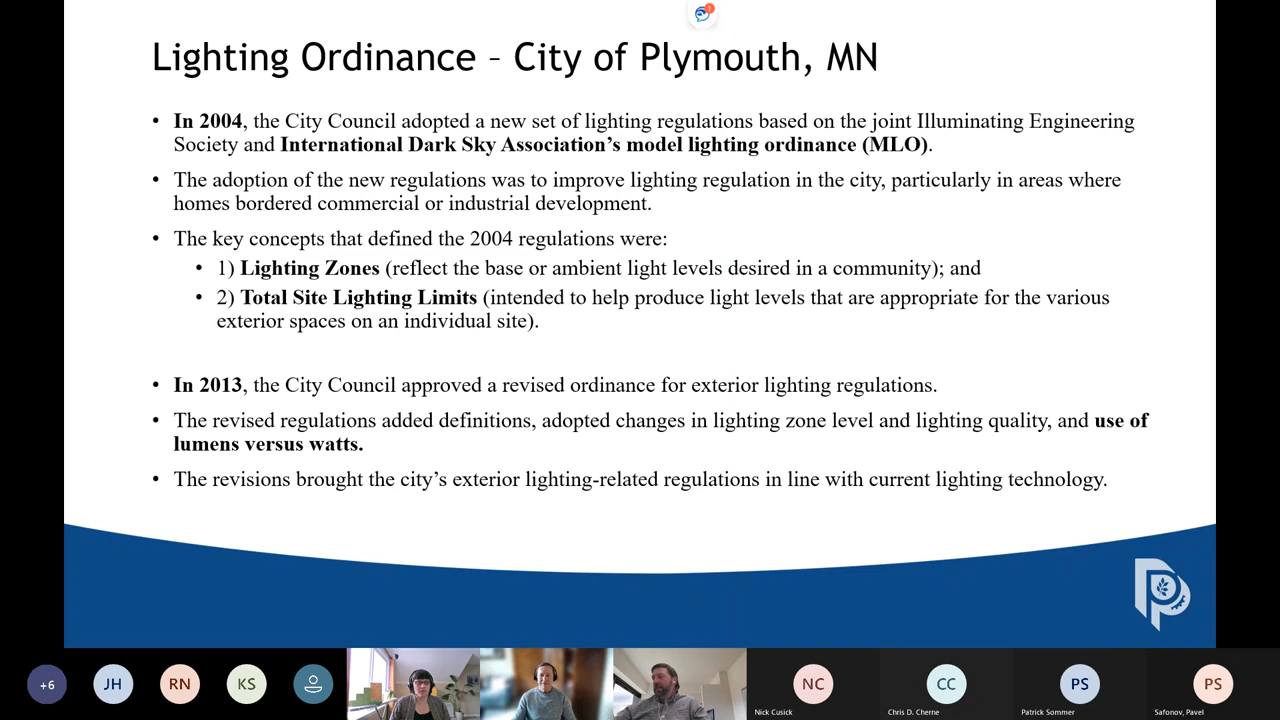 Lighting Ordinance – City of Plymouth, MN
• In 2004, the City Council adopted a new set of lighting regulations based on the joint Illuminating Engineering
Society and International Dark Sky Association’s model lighting ordinance (MLO).
• The adoption of the new regulations was to improve lighting regulation in the city, particularly in areas where
homes bordered commercial or industrial development.
• The key concepts that defined the 2004 regulations were:
• 1) Lighting Zones (reflect the base or ambient light levels desired in a community); and
• 2) Total Site Lighting Limits (intended to help produce light levels that are appropriate for the various
exterior spaces on an individual site).
• In 2013, the City Council approved a revised ordinance for exterior lighting regulations.
• The revised regulations added definitions, adopted changes in lighting zone level and lighting quality, and use of
lumens versus watts.
• The revisions brought the city’s exterior lighting-related regulations in line with current lighting technology.
+6 JH RN KS NC CC PS PS
Nick Cusick Chris D. Cherne Patrick Sommer Safonov, Pavel